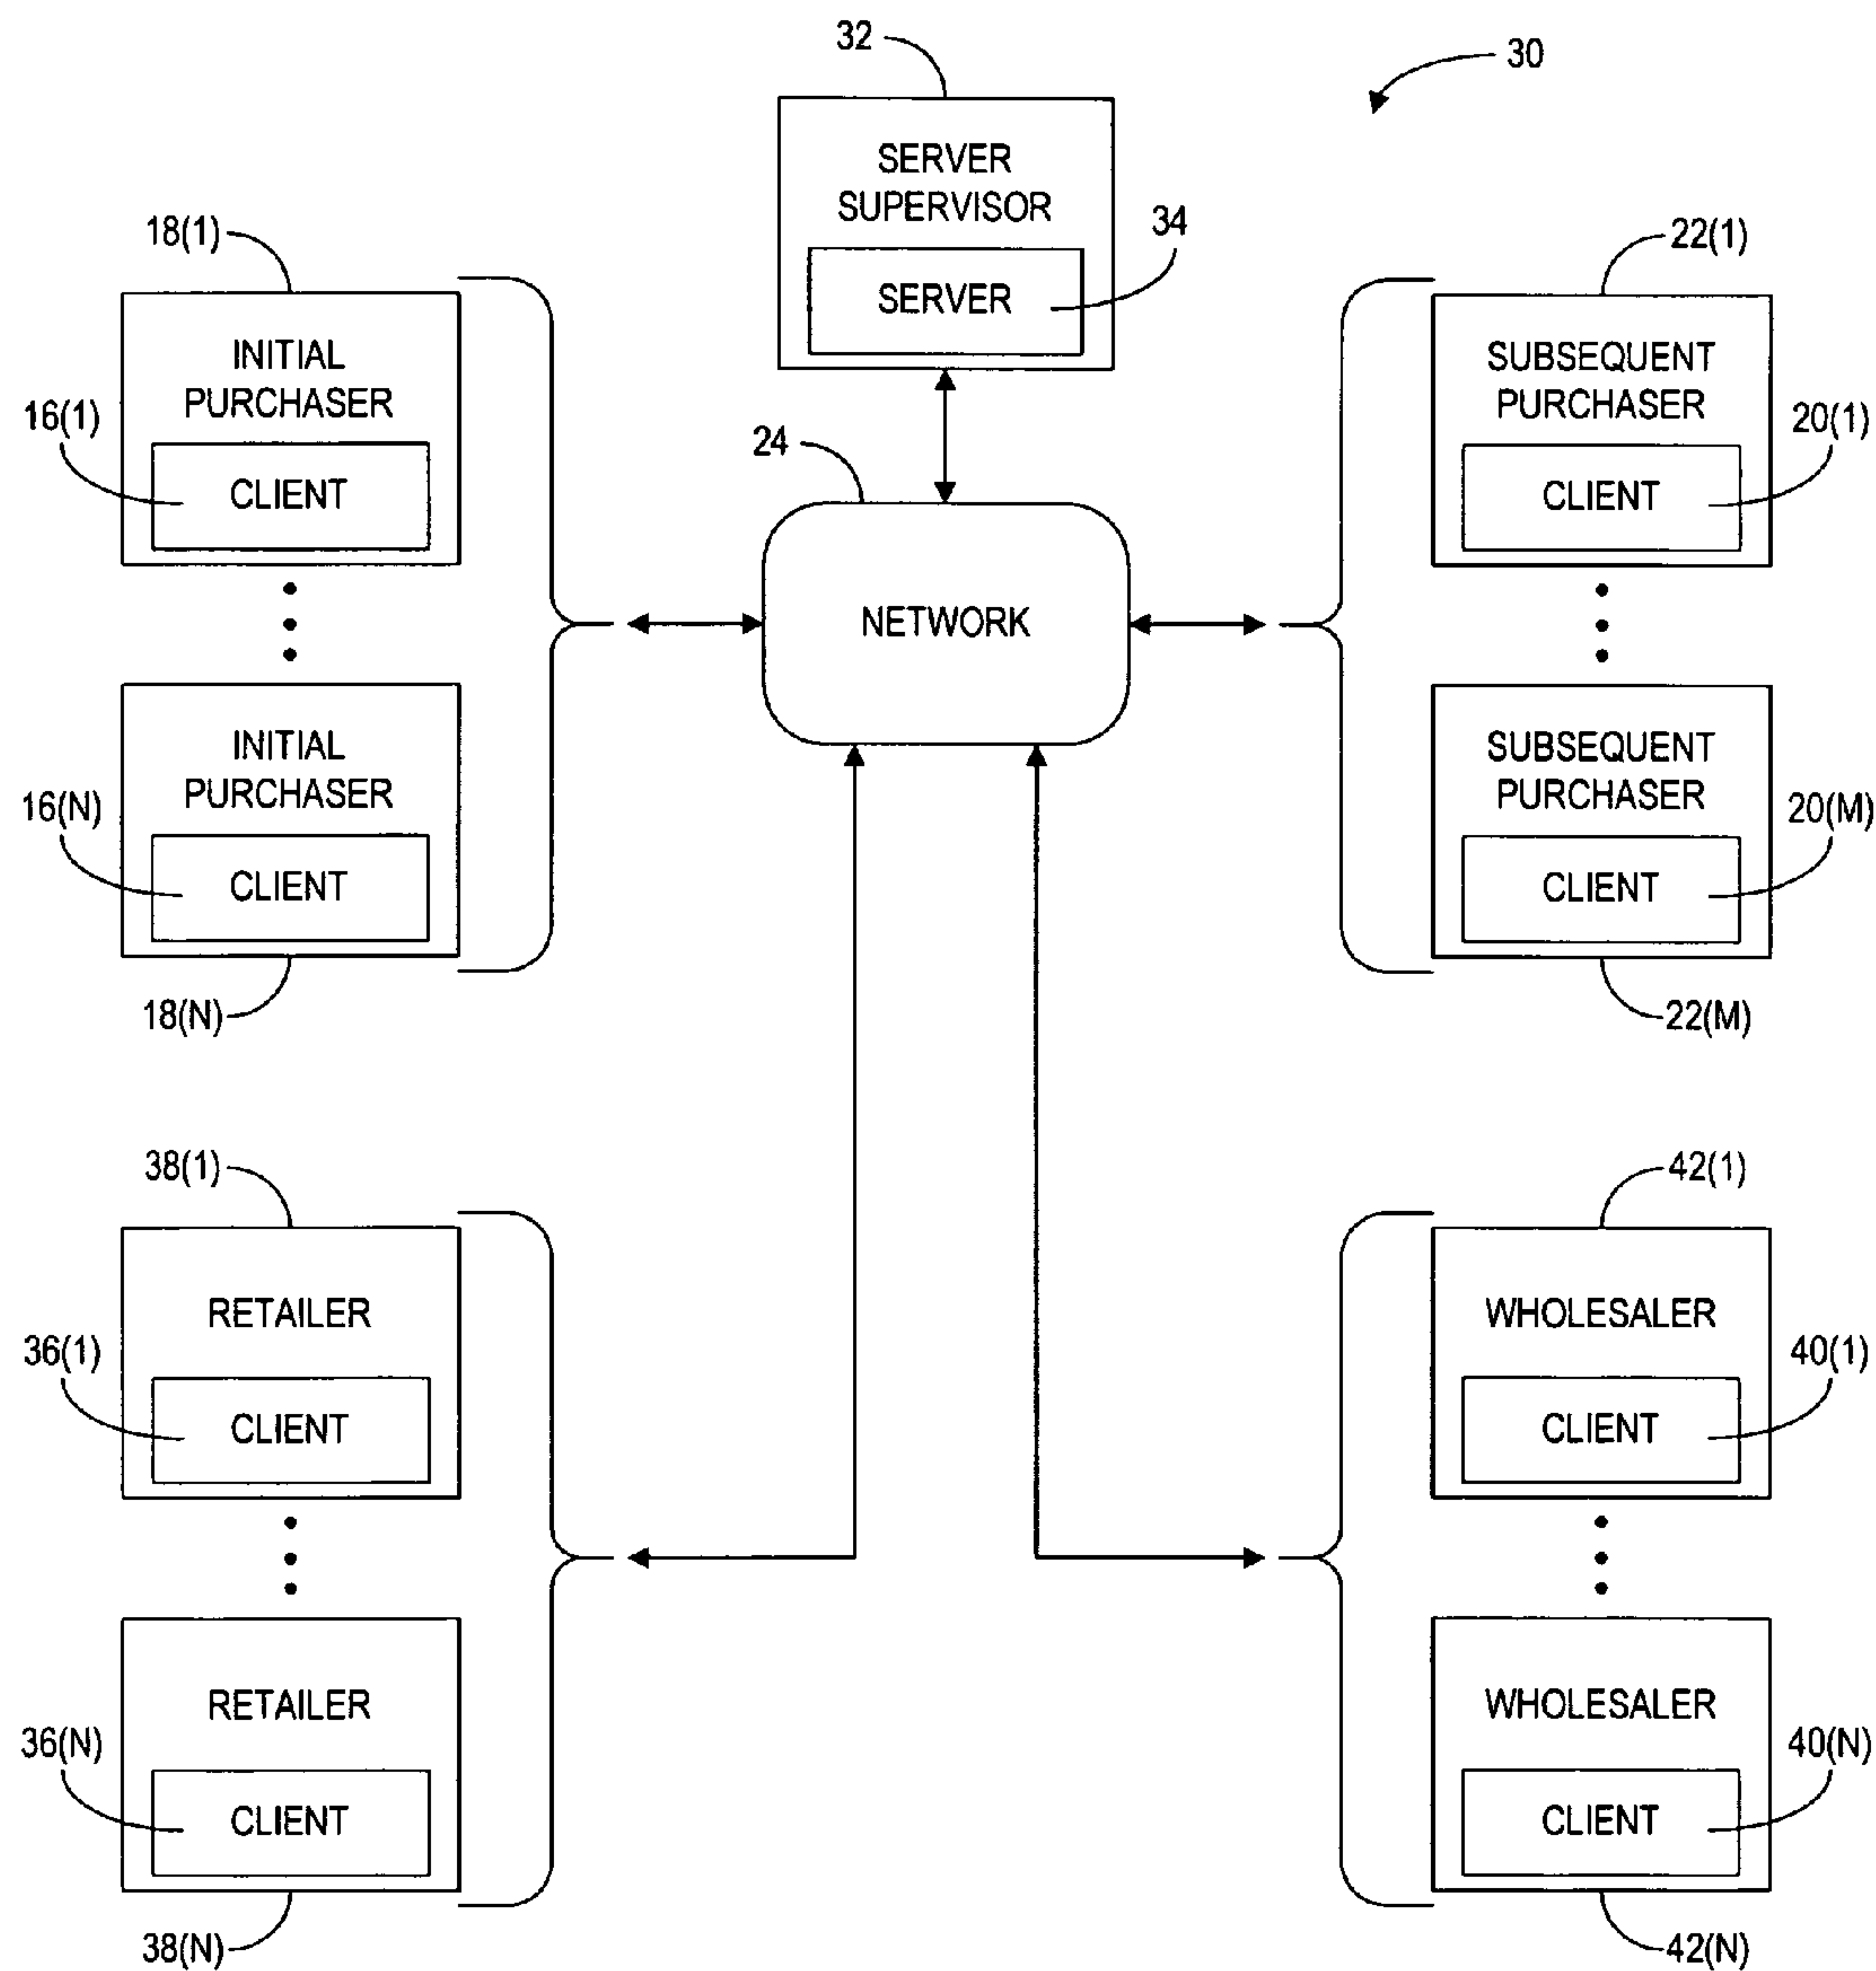 32
30
SERVER
SUPERVISOR
34
SERVER
18(1)
INITIAL
PURCHASER
16(1)
CLIENT
22(1)
SUBSEQUENT
PURCHASER
20(1)
CLIENT
24
NETWORK
INITIAL
PURCHASER
16(N)
CLIENT
18(N)
SUBSEQUENT
PURCHASER
20(M)
CLIENT
22(M)
38(1)
RETAILER
36(1)
CLIENT
42(1)
WHOLESALER
40(1)
CLIENT
RETAILER
36(N)
CLIENT
38(N)
WHOLESALER
40(N)
CLIENT
42(N)